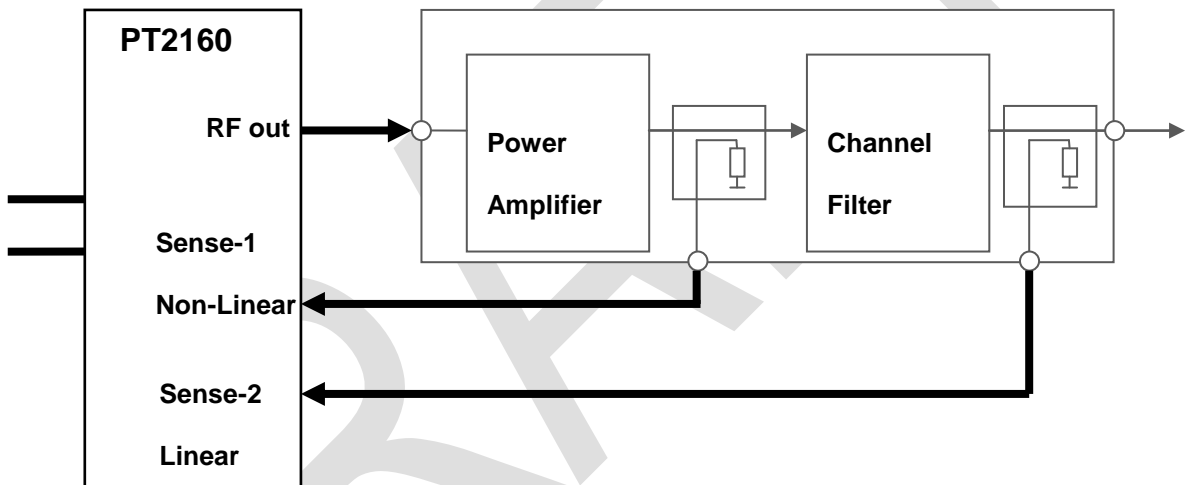 PT2160
RF out
Power
Amplifier
Channel
Filter
Sense-1
Non-Linear
Sense-2
Linear